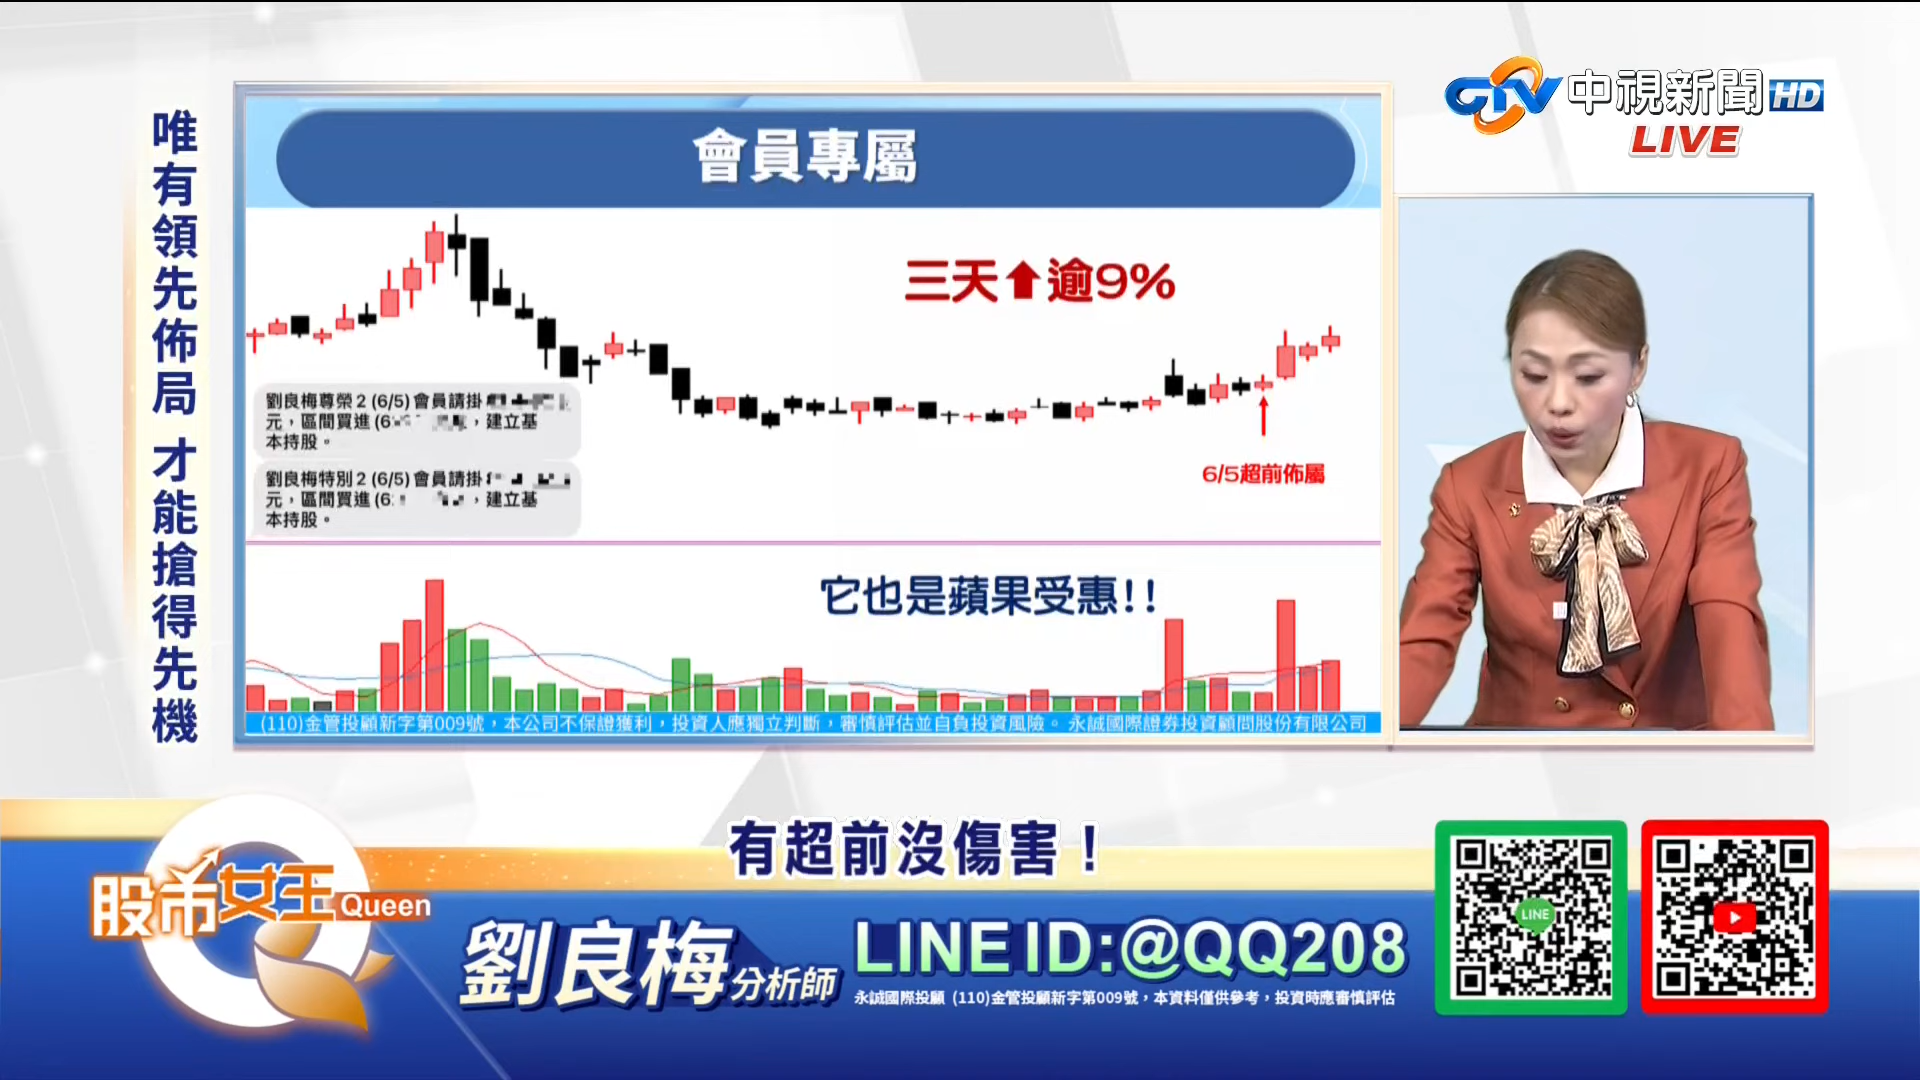 唯有領先佈局 才能搶得先機
會員專屬
三天⬆逾9%
劉良梅尊榮2 (6/5) 會員請掛
元，區間買進 (6 ，建立基
本持股。
劉良梅特別2 (6/5) 會員請掛
元，區間買進 (6 ，建立基
本持股。
6/5超前佈屬
它也是蘋果受惠!!
(110)金管投顧新字第009號，本公司不保證獲利，投資人應獨立判斷，審慎評估並自負投資風險。 永誠國際證券投資顧問股份有限公司
CTV 中視新聞 HD
LIVE
有超前沒傷害！
股市女王 Queen
劉良梅 分析師
LINE ID:@QQ208
永誠國際投顧 (110)金管投顧新字第009號，本資料僅供參考，投資時應審慎評估
LINE